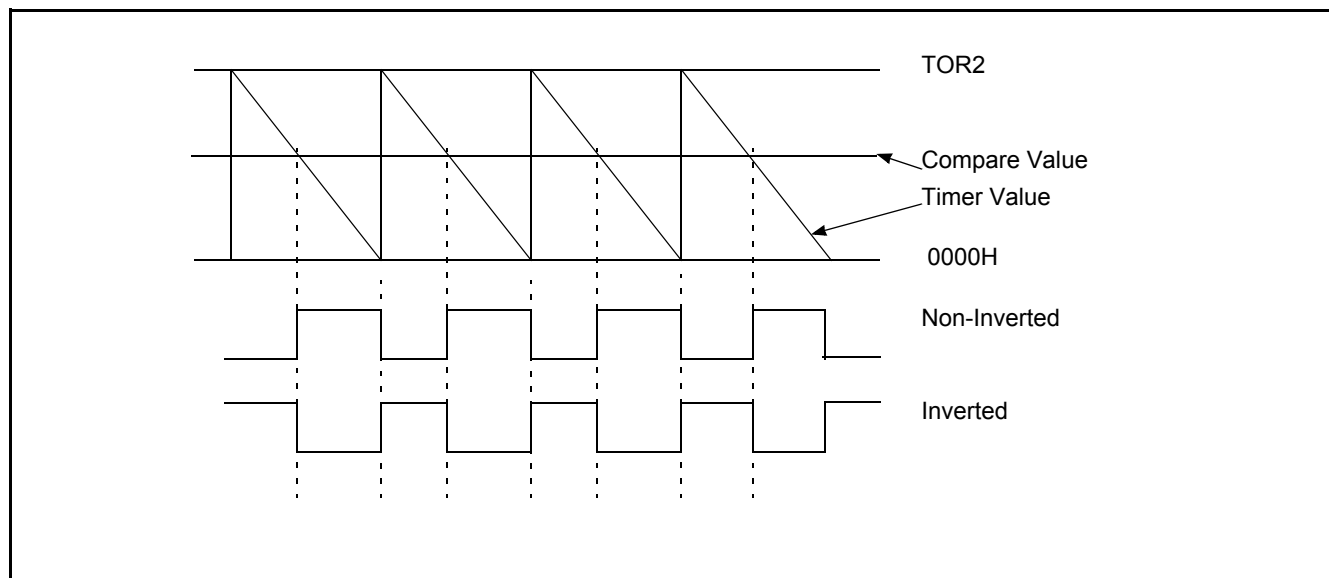 TOR2
Compare Value
Timer Value
0000H
Non-Inverted
Inverted